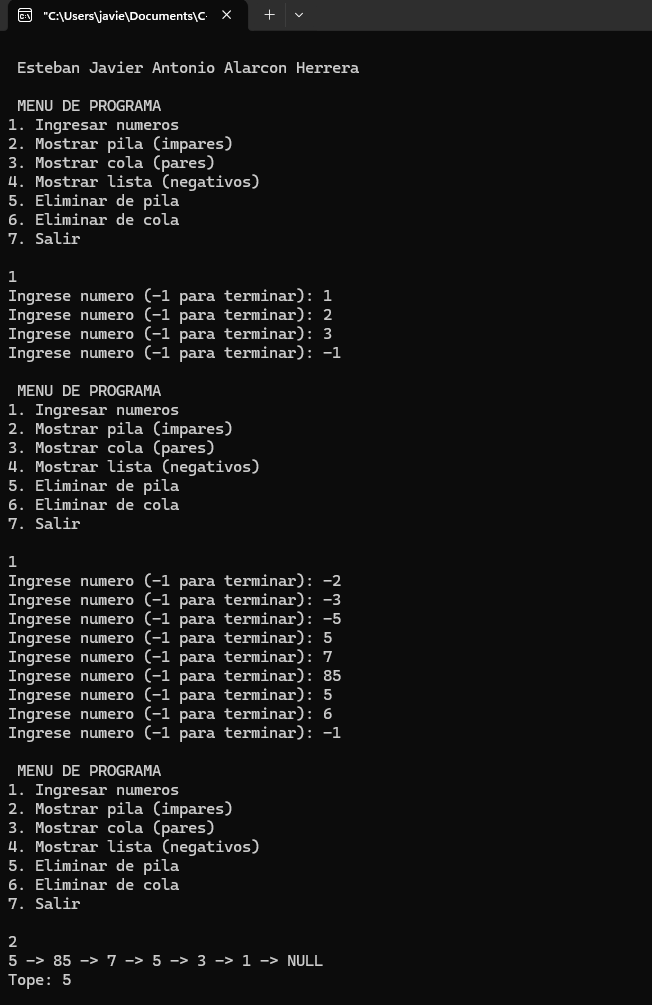 "C:\Users\javie\Documents\C-
Esteban Javier Antonio Alarcon Herrera
MENU DE PROGRAMA
1. Ingresar numeros
2. Mostrar pila (impares)
3. Mostrar cola (pares)
4. Mostrar lista (negativos)
5. Eliminar de pila
6. Eliminar de cola
7. Salir
1
Ingrese numero (-1 para terminar): 1
Ingrese numero (-1 para terminar): 2
Ingrese numero (-1 para terminar): 3
Ingrese numero (-1 para terminar): -1
MENU DE PROGRAMA
1. Ingresar numeros
2. Mostrar pila (impares)
3. Mostrar cola (pares)
4. Mostrar lista (negativos)
5. Eliminar de pila
6. Eliminar de cola
7. Salir
1
Ingrese numero (-1 para terminar): -2
Ingrese numero (-1 para terminar): -3
Ingrese numero (-1 para terminar): -5
Ingrese numero (-1 para terminar): 5
Ingrese numero (-1 para terminar): 7
Ingrese numero (-1 para terminar): 85
Ingrese numero (-1 para terminar): 5
Ingrese numero (-1 para terminar): 6
Ingrese numero (-1 para terminar): -1
MENU DE PROGRAMA
1. Ingresar numeros
2. Mostrar pila (impares)
3. Mostrar cola (pares)
4. Mostrar lista (negativos)
5. Eliminar de pila
6. Eliminar de cola
7. Salir
2
5 -> 85 -> 7 -> 5 -> 3 -> 1 -> NULL
Tope: 5